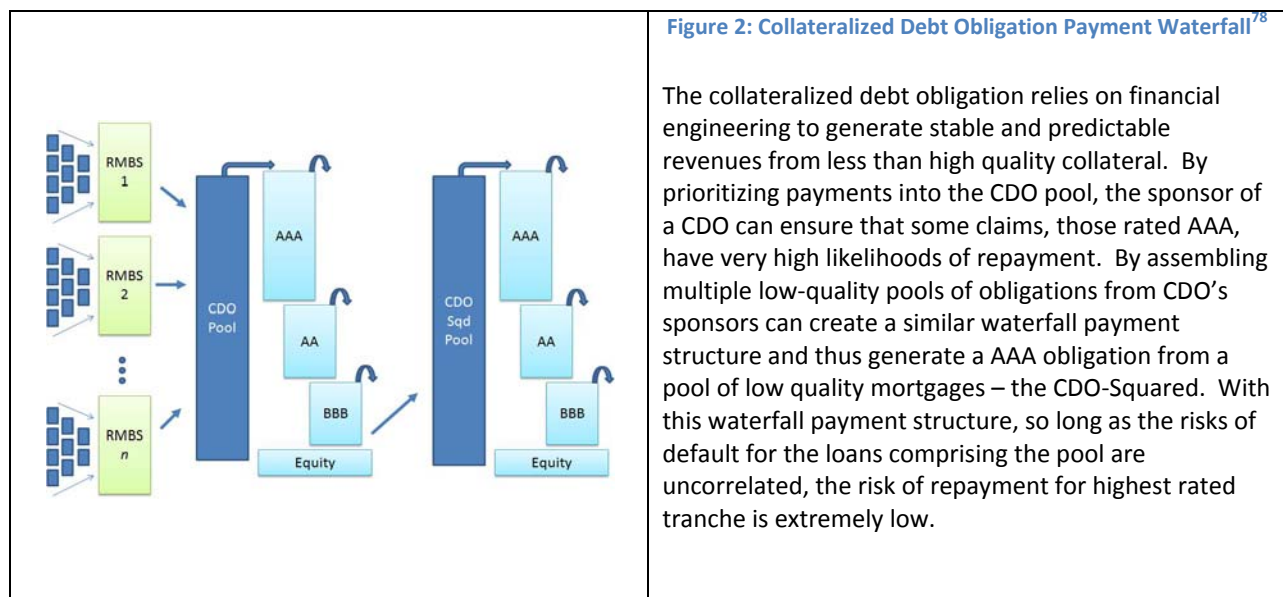 RMBS
1
RMBS
2
RMBS
n
CDO
Pool
AAA
AA
BBB
Equity
CDO
Sqd
Pool
AAA
AA
BBB
Equity
Figure 2: Collateralized Debt Obligation Payment Waterfall78
The collateralized debt obligation relies on financial
engineering to generate stable and predictable
revenues from less than high quality collateral. By
prioritizing payments into the CDO pool, the sponsor of
a CDO can ensure that some claims, those rated AAA,
have very high likelihoods of repayment. By assembling
multiple low-quality pools of obligations from CDO’s
sponsors can create a similar waterfall payment
structure and thus generate a AAA obligation from a
pool of low quality mortgages – the CDO-Squared. With
this waterfall payment structure, so long as the risks of
default for the loans comprising the pool are
uncorrelated, the risk of repayment for highest rated
tranche is extremely low.